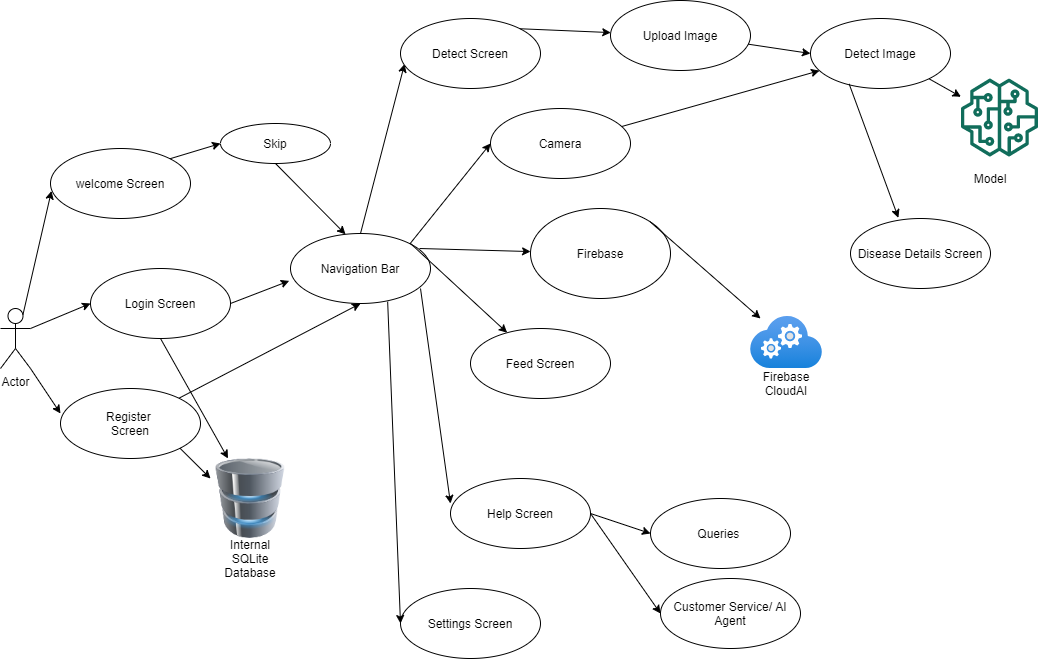 Detect Screen
Upload Image
Detect Image
Skip
Camera
welcome Screen
Model
Navigation Bar
Firebase
Disease Details Screen
Login Screen
Feed Screen
Actor
Firebase
CloudAI
Register
Screen
Help Screen
Queries
Internal
SQLite
Database
Customer Service/ AI
Agent
Settings Screen